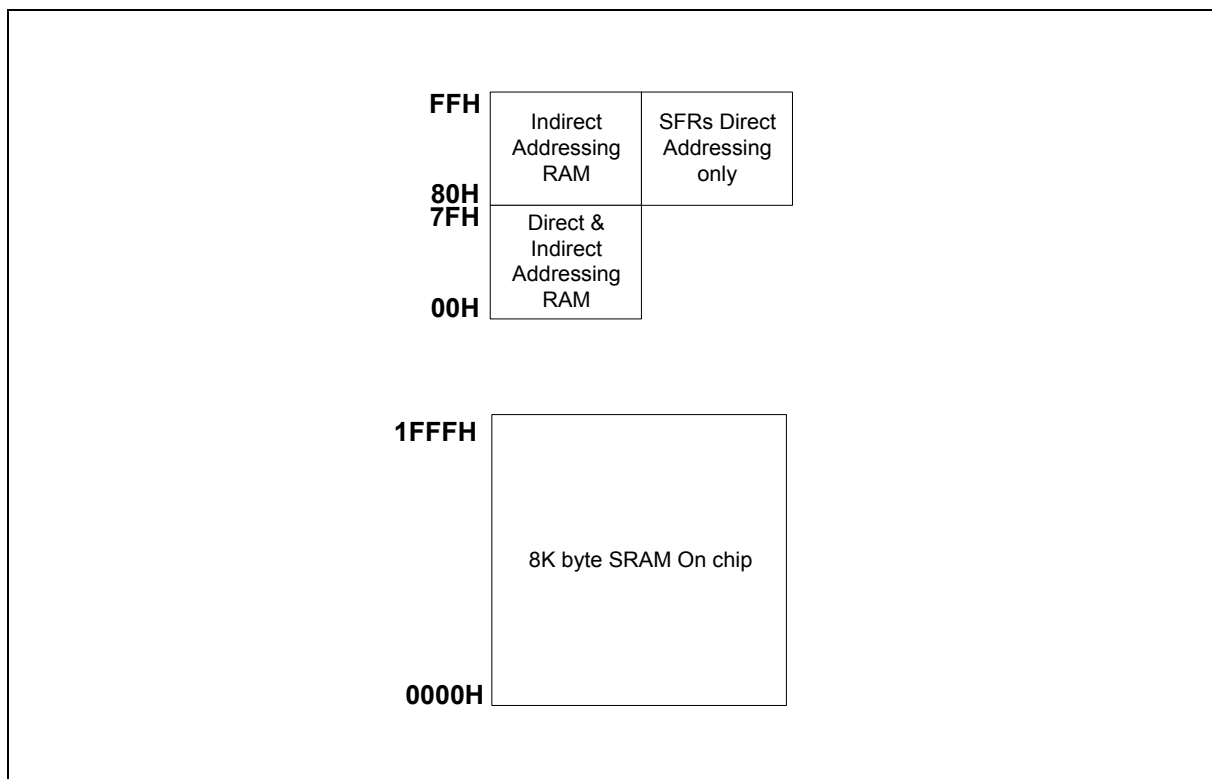 FFH
Indirect
Addressing
RAM
SFRs Direct
Addressing
only
80H
7FH
Direct &
Indirect
Addressing
RAM
00H
1FFFH
8K byte SRAM On chip
0000H